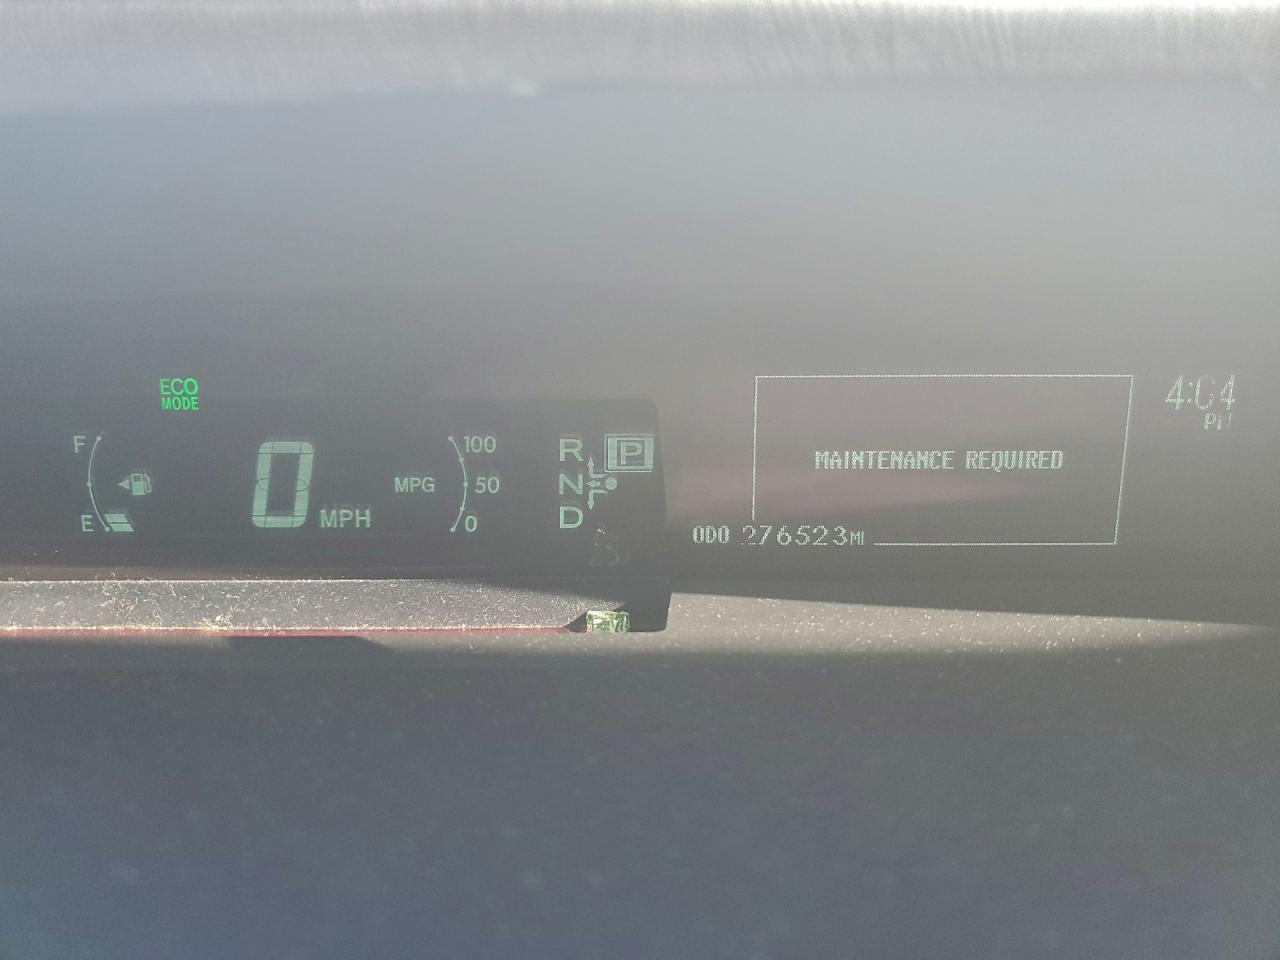 ECO
MODE
F
E
0
MPH
MPG
100
50
0
R
N
D
P
MAINTENANCE REQUIRED
ODO 276523MI
4:04
PM